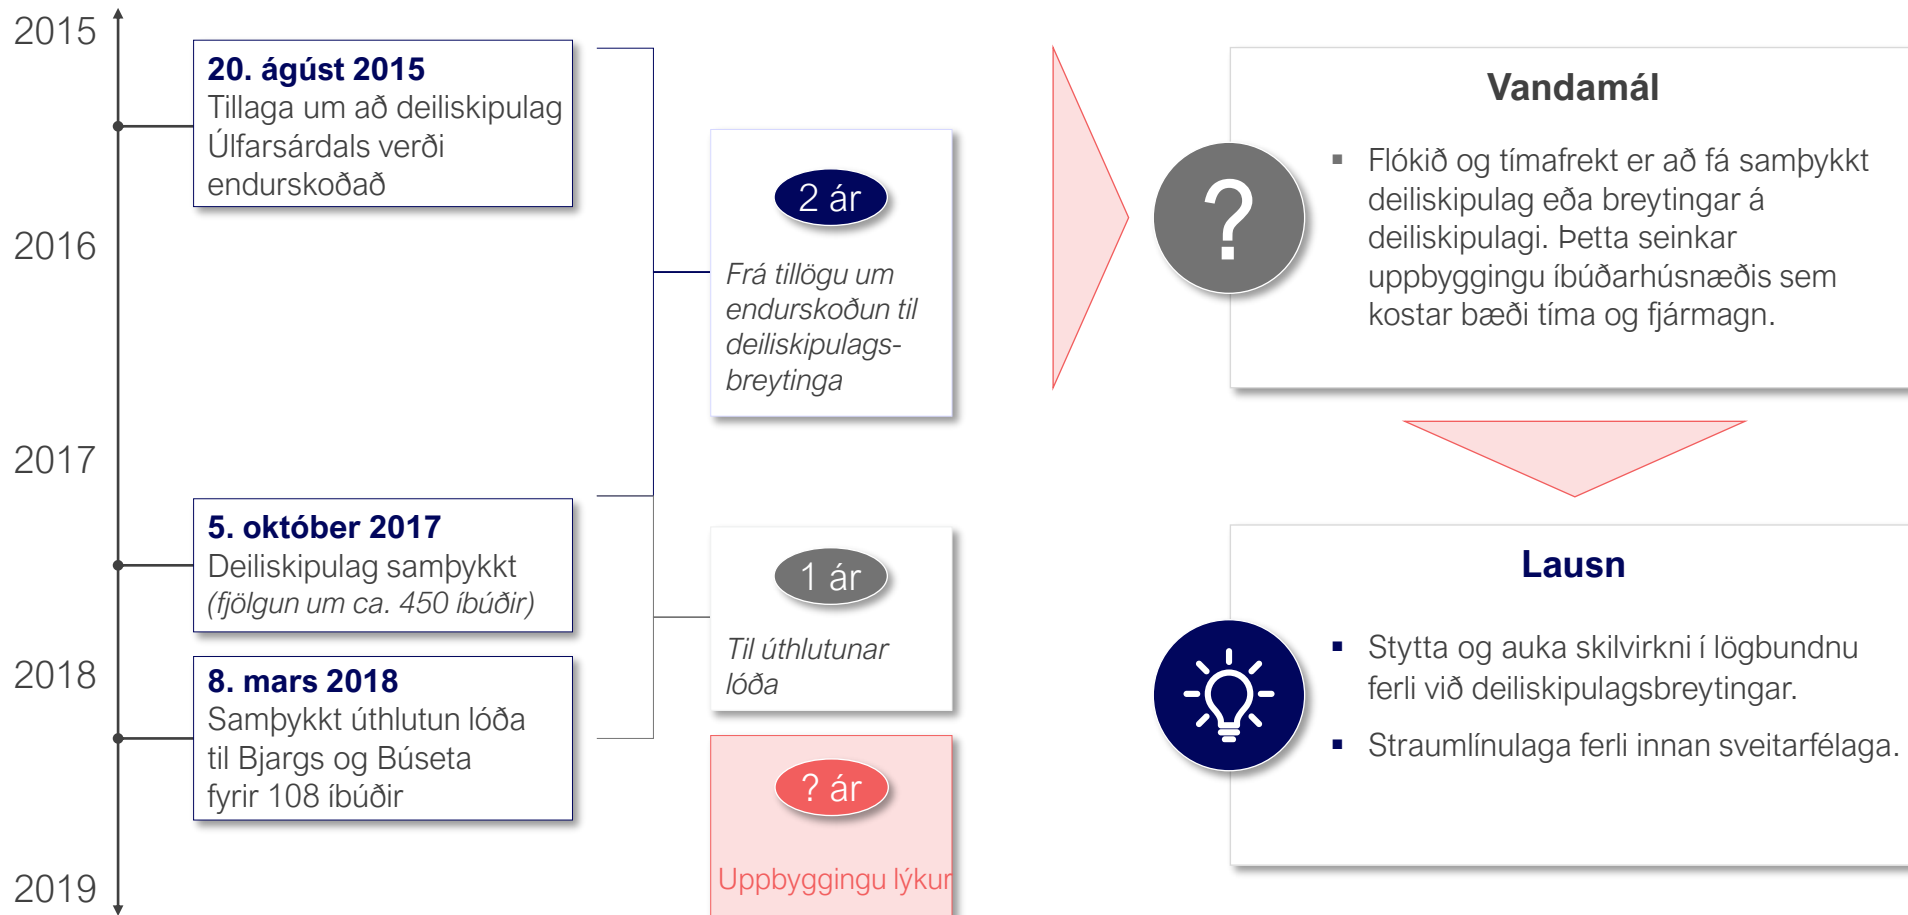 2015
20. ágúst 2015
Tillaga um að deiliskipulag
Úlfarsárdals verði
endurskoðað
2016
2017
5. október 2017
Deiliskipulag samþykkt
(fjölgun um ca. 450 íbúðir)
2018
8. mars 2018
Samþykkt úthlutun lóða
til Bjargs og Búseta
fyrir 108 íbúðir
2019
2 ár
Frá tillögu um
endurskoðun til
deiliskipulags-
breytinga
1 ár
Til úthlutunar
lóða
? ár
Uppbyggingu lýkur
Vandamál
?
▪ Flókið og tímafrekt er að fá samþykkt
deiliskipulag eða breytingar á
deiliskipulagi. Þetta seinkar
uppbyggingu íbúðarhúsnæðis sem
kostar bæði tíma og fjármagn.
Lausn
▪ Stytta og auka skilvirkni í lögbundnu
ferli við deiliskipulagsbreytingar.
▪ Straumlínulaga ferli innan sveitarfélaga.